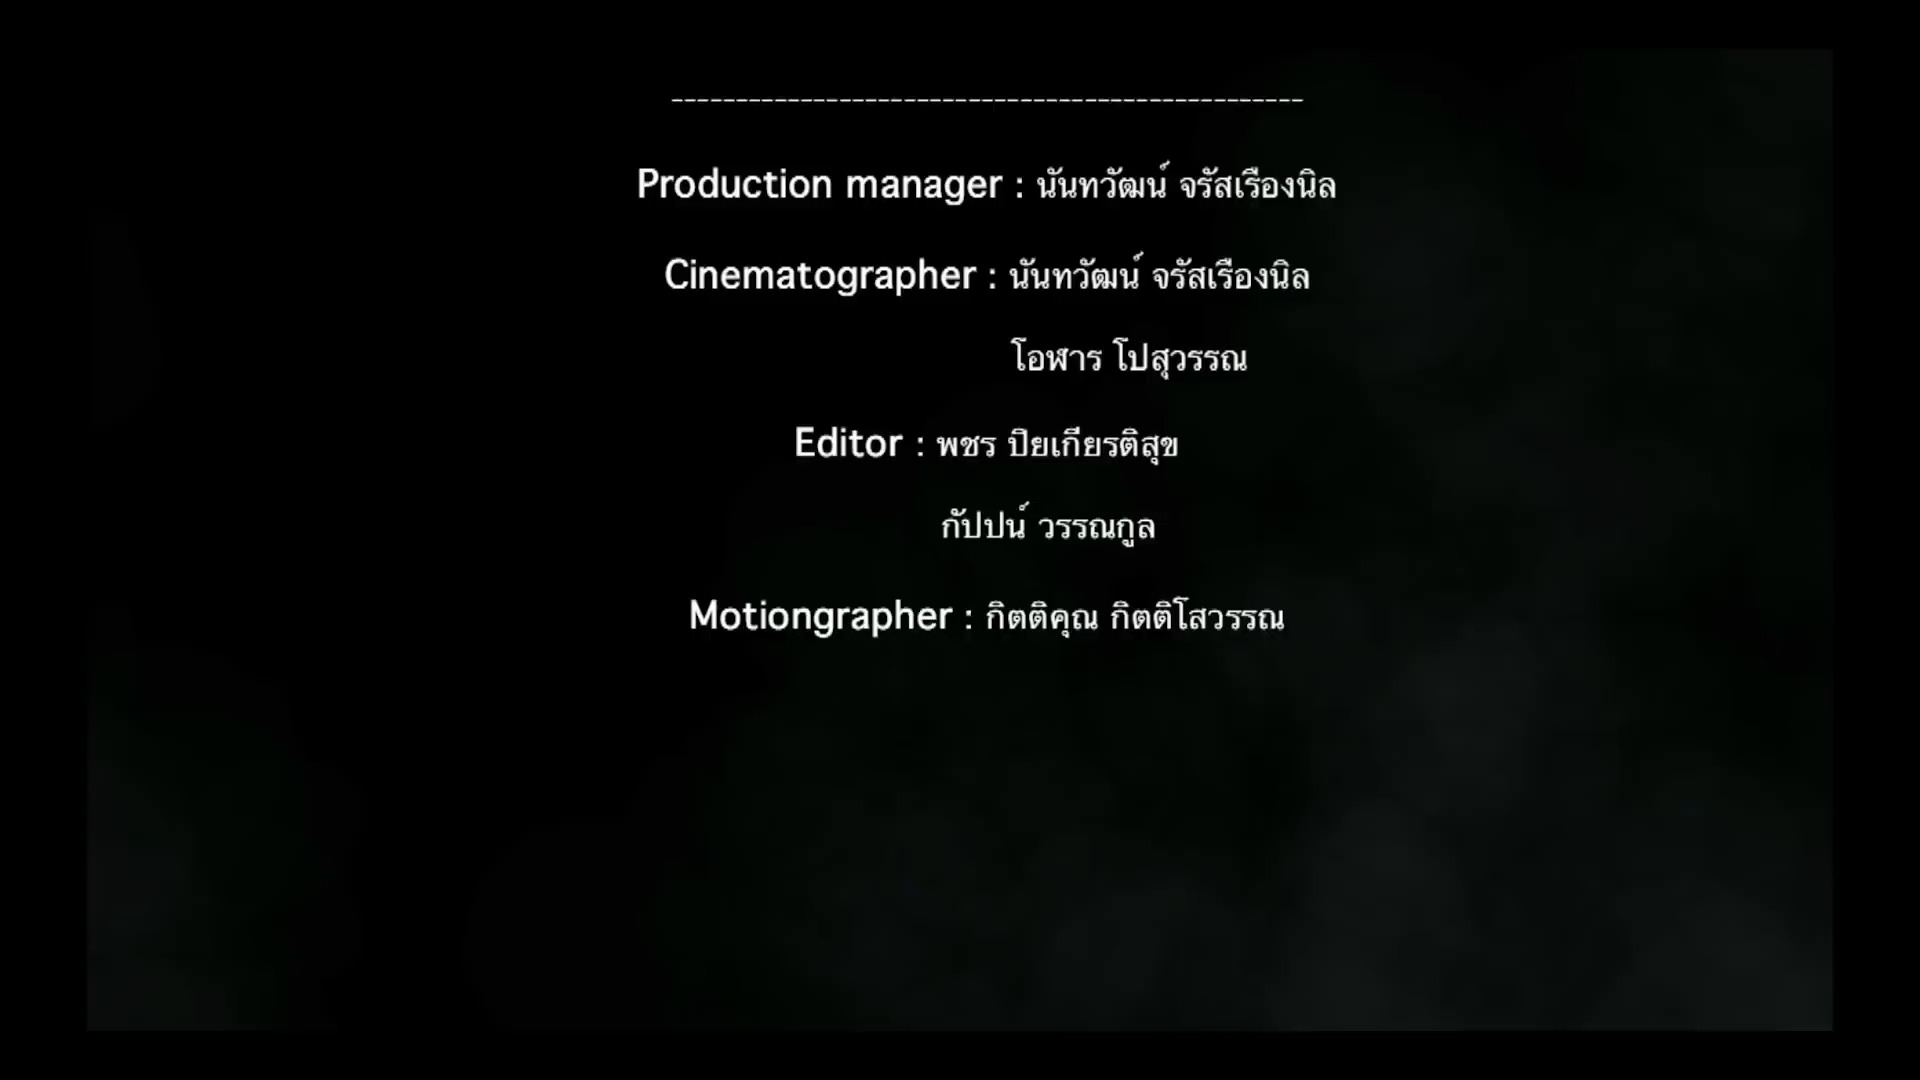 --------------------------------------------------
Production manager : นันทวัฒน์ จรัสเรืองนิล
Cinematographer : นันทวัฒน์ จรัสเรืองนิล
โอฬาร โปสุวรรณ
Editor : พชร ปิยเกียรติสุข
กัปปน์ วรรณกูล
Motiongrapher : กิตติคุณ กิตติโสวรรณ